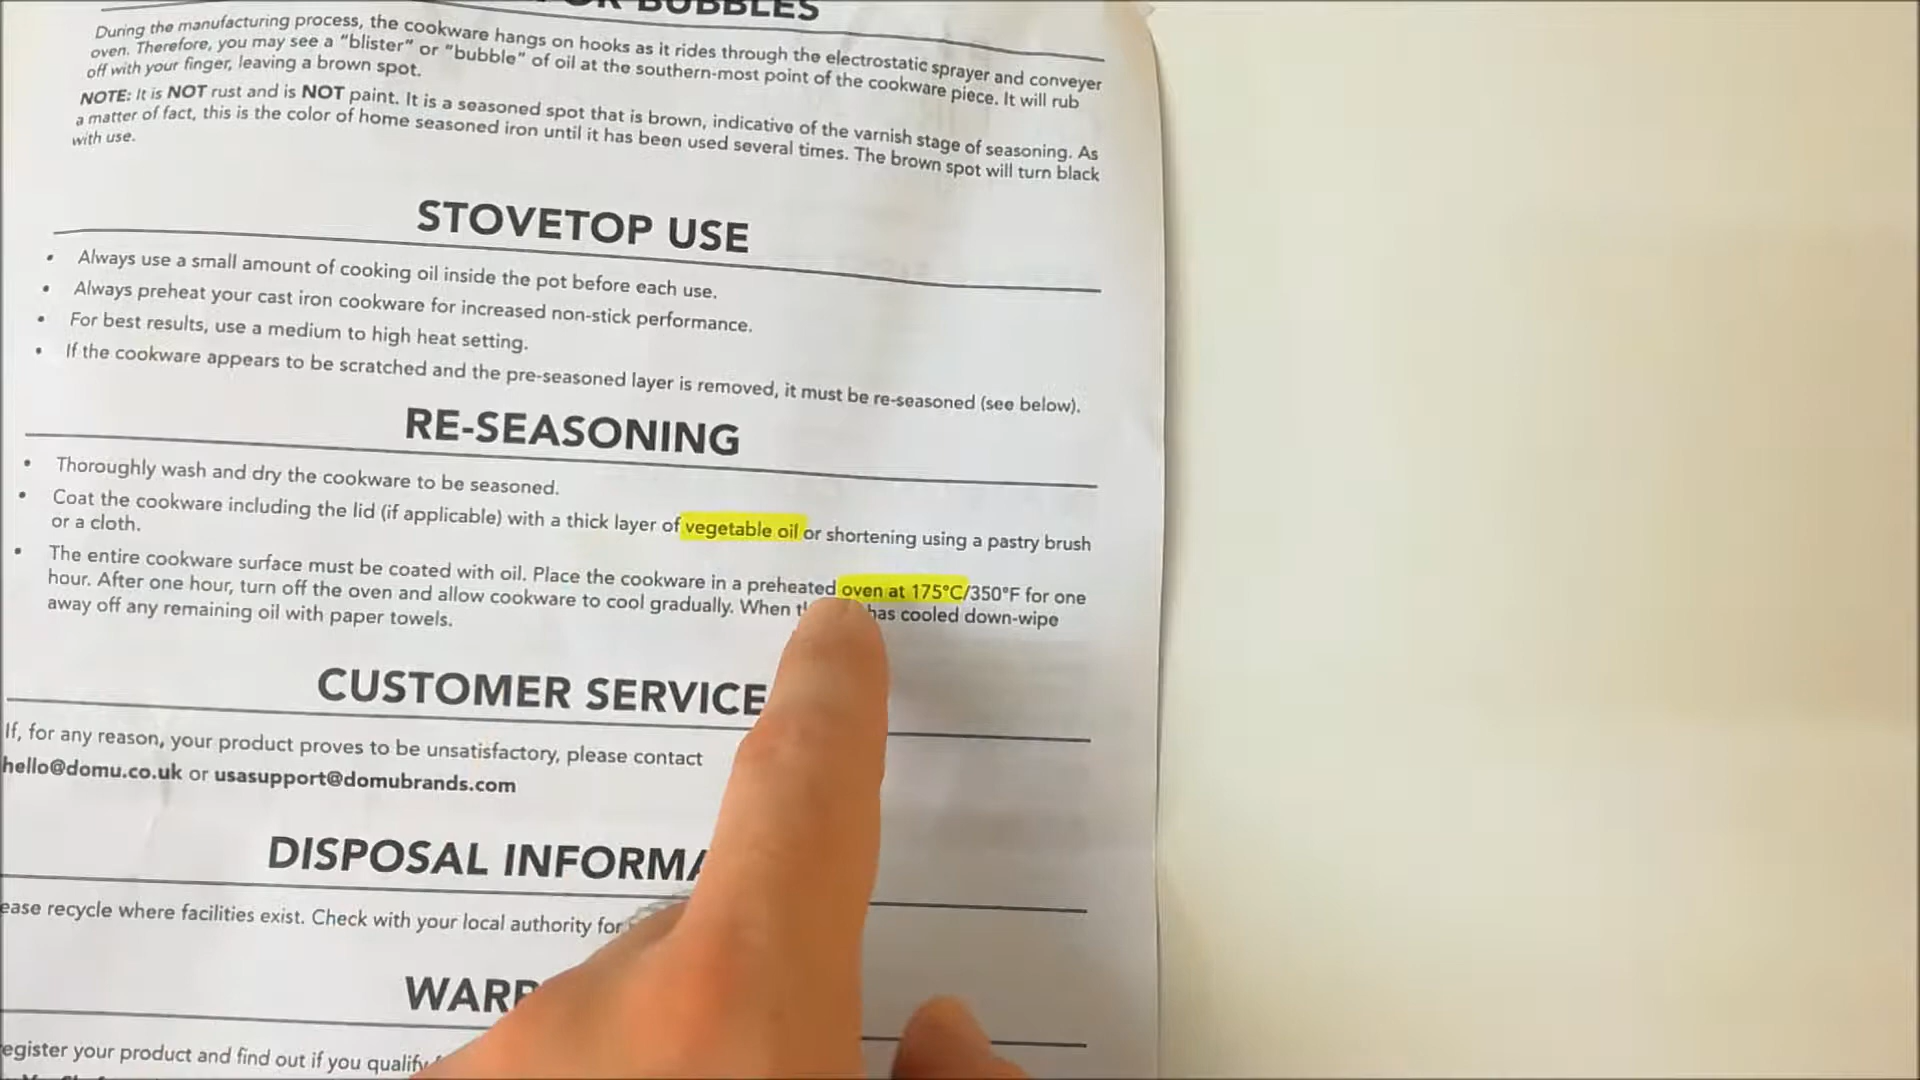 OR BUBBLES
During the manufacturing process, the cookware hangs on hooks as it rides through the electrostatic sprayer and conveyer
oven. Therefore, you may see a "blister" or "bubble" of oil at the southern-most point of the cookware piece. It will rub
off with your finger, leaving a brown spot.
NOTE: It is NOT rust and is NOT paint. It is a seasoned spot that is brown, indicative of the varnish stage of seasoning. As
a matter of fact, this is the color of home seasoned iron until it has been used several times. The brown spot will turn black
with use.
STOVETOP USE
• Always use a small amount of cooking oil inside the pot before each use.
• Always preheat your cast iron cookware for increased non-stick performance.
• For best results, use a medium to high heat setting.
• If the cookware appears to be scratched and the pre-seasoned layer is removed, it must be re-seasoned (see below).
RE-SEASONING
• Thoroughly wash and dry the cookware to be seasoned.
• Coat the cookware including the lid (if applicable) with a thick layer of vegetable oil or shortening using a pastry brush
or a cloth.
• The entire cookware surface must be coated with oil. Place the cookware in a preheated oven at 175°C/350°F for one
hour. After one hour, turn off the oven and allow cookware to cool gradually. When has cooled down-wipe
away off any remaining oil with paper towels.
CUSTOMER SERVICE
If, for any reason, your product proves to be unsatisfactory, please contact
hello@domu.co.uk or usasupport@domubrands.com
DISPOSAL INFORMA
ease recycle where facilities exist. Check with your local authority for
WARR
egister your product and find out if you qualify